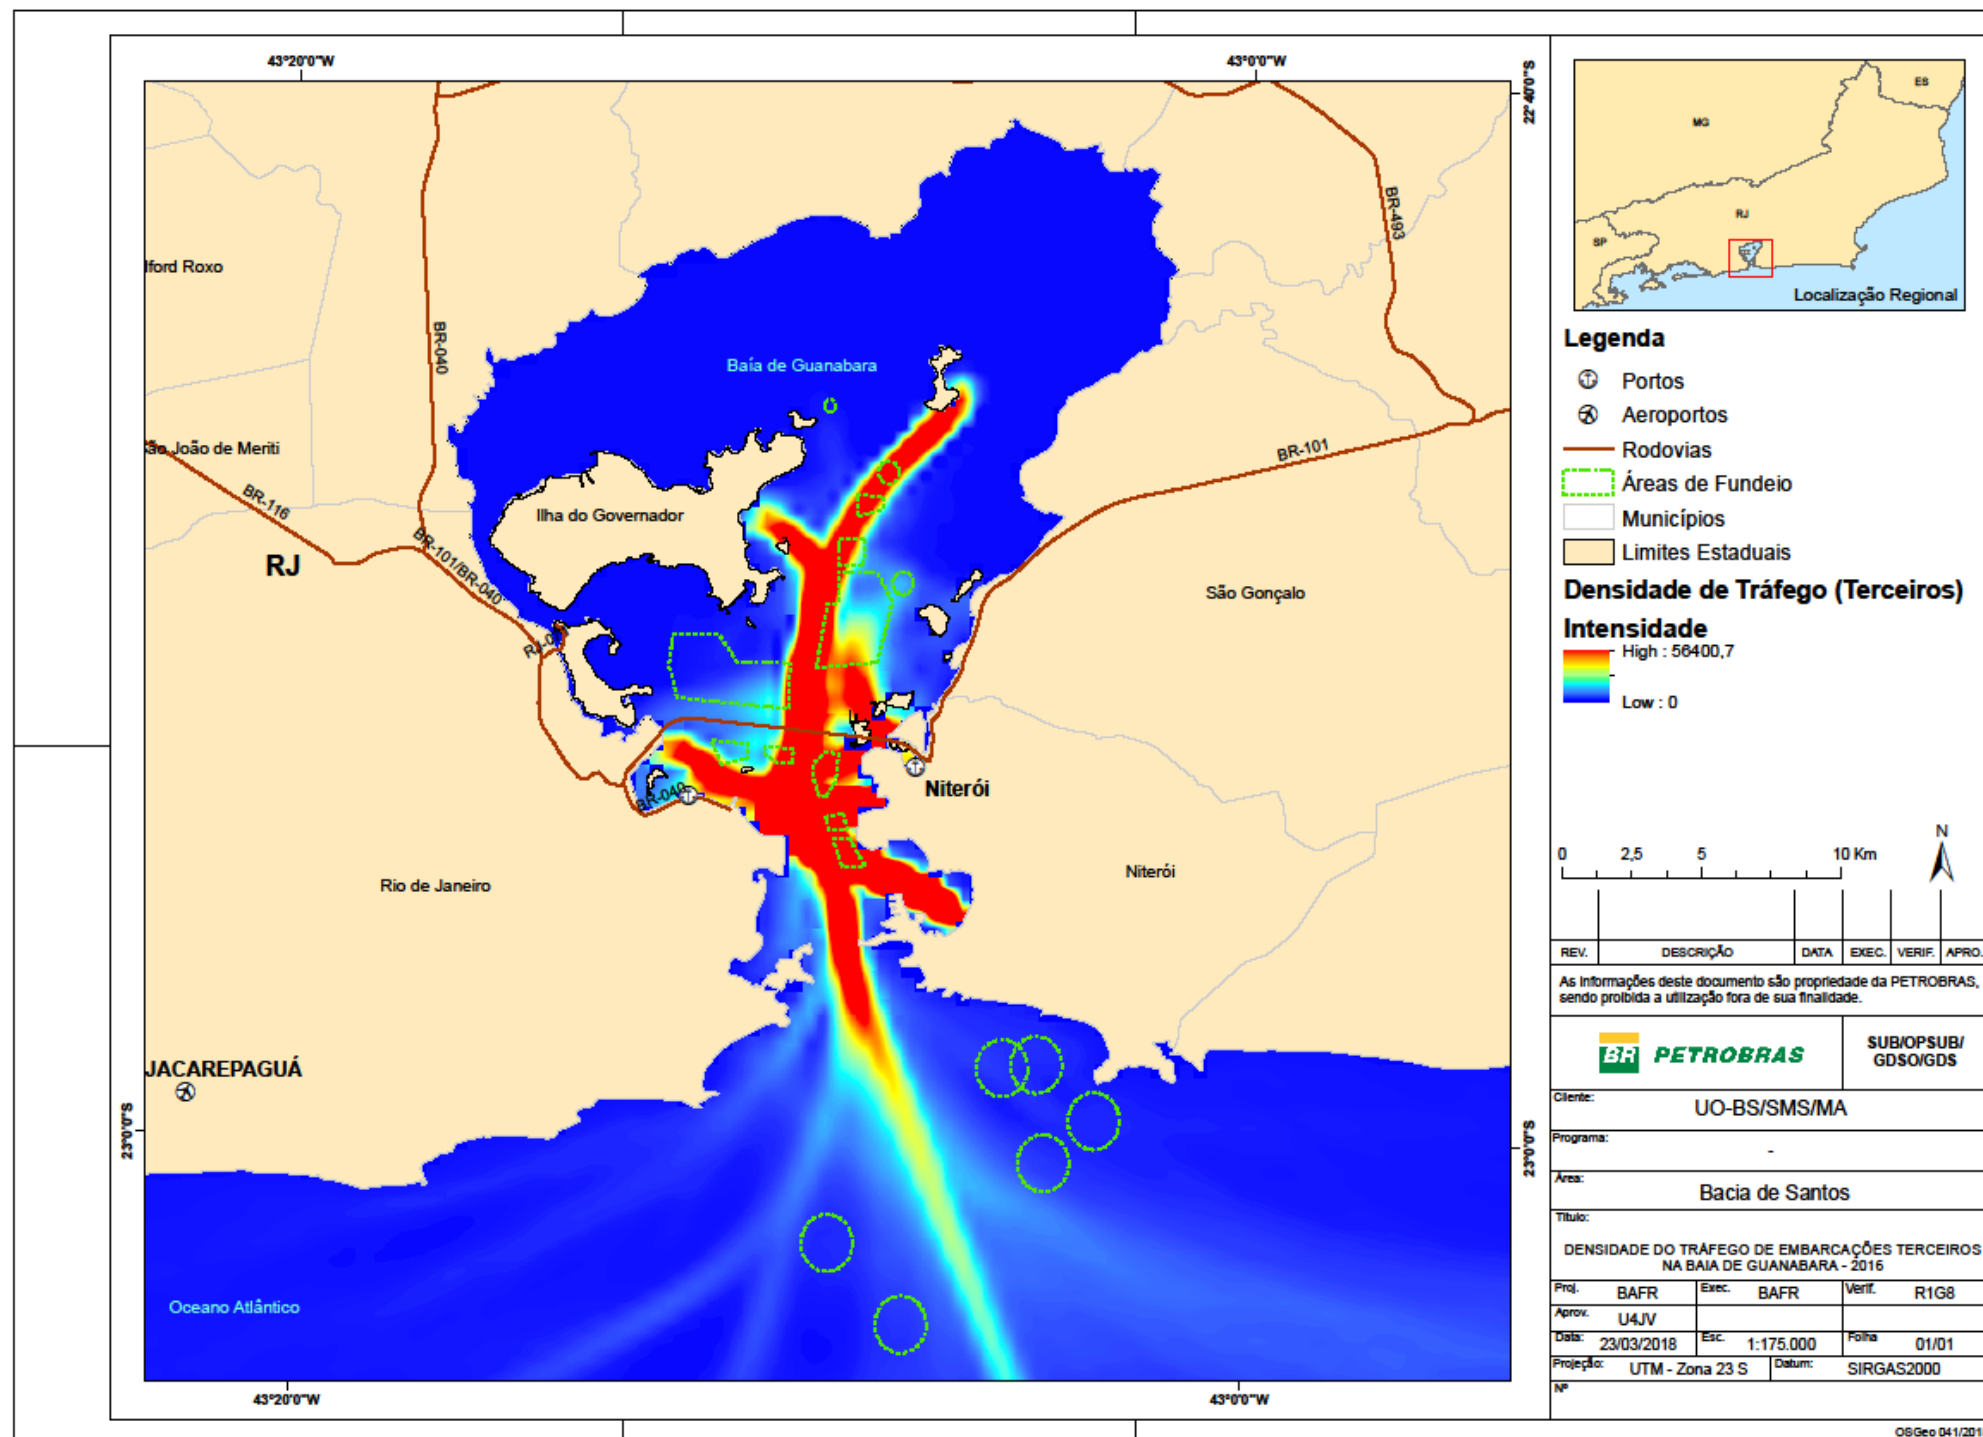 43°20'0"W
43°0'0"W
22°40'0"S
BR-493
lford Roxo
BR-040
Baía de Guanabara
ão João de Meriti
BR-116
BR-101
Ilha do Governador
BR-101/BR-040
RJ
São Gonçalo
Niterói
BR-040
Rio de Janeiro
Niterói
JACAREPAGUÁ
23°0'0"S
23°0'0"S
Oceano Atlântico
43°20'0"W
43°0'0"W
ES
MG
RJ
SP
Localização Regional
Legenda
Portos
Aeroportos
Rodovias
Áreas de Fundeio
Municípios
Limites Estaduais
Densidade de Tráfego (Terceiros)
Intensidade
High : 56400,7
Low : 0
N
0 2,5 5 10 Km
REV. DESCRIÇÃO DATA EXEC. VERIF. APRO.
As informações deste documento são propriedade da PETROBRAS,
sendo proibida a utilização fora de sua finalidade.
BR PETROBRAS
SUB/OPSUB/
GDSO/GDS
Cliente:
UO-BS/SMS/MA
Programa:
-
Área:
Bacia de Santos
Título:
DENSIDADE DO TRÁFEGO DE EMBARCAÇÕES TERCEIROS
NA BAIA DE GUANABARA - 2016
Proj. BAFR Exec. BAFR Verif. R1G8
Aprov. U4JV
Data: 23/03/2018 Esc. 1:175.000 Folha 01/01
Projeção: UTM - Zona 23 S Datum: SIRGAS2000
Nº